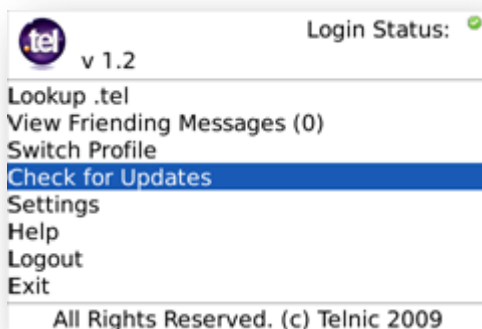 .tel
Login Status:
v 1.2
Lookup .tel
View Friending Messages (0)
Switch Profile
Check for Updates
Settings
Help
Logout
Exit
All Rights Reserved. (c) Telnic 2009